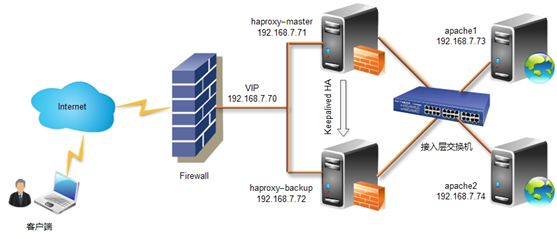 haproxy-master
192.168.7.71
apache1
192.168.7.73
Internet
VIP
192.168.7.70
Keepalived HA
接入层交换机
Firewall
haproxy-backup
192.168.7.72
apache2
192.168.7.74
客户端